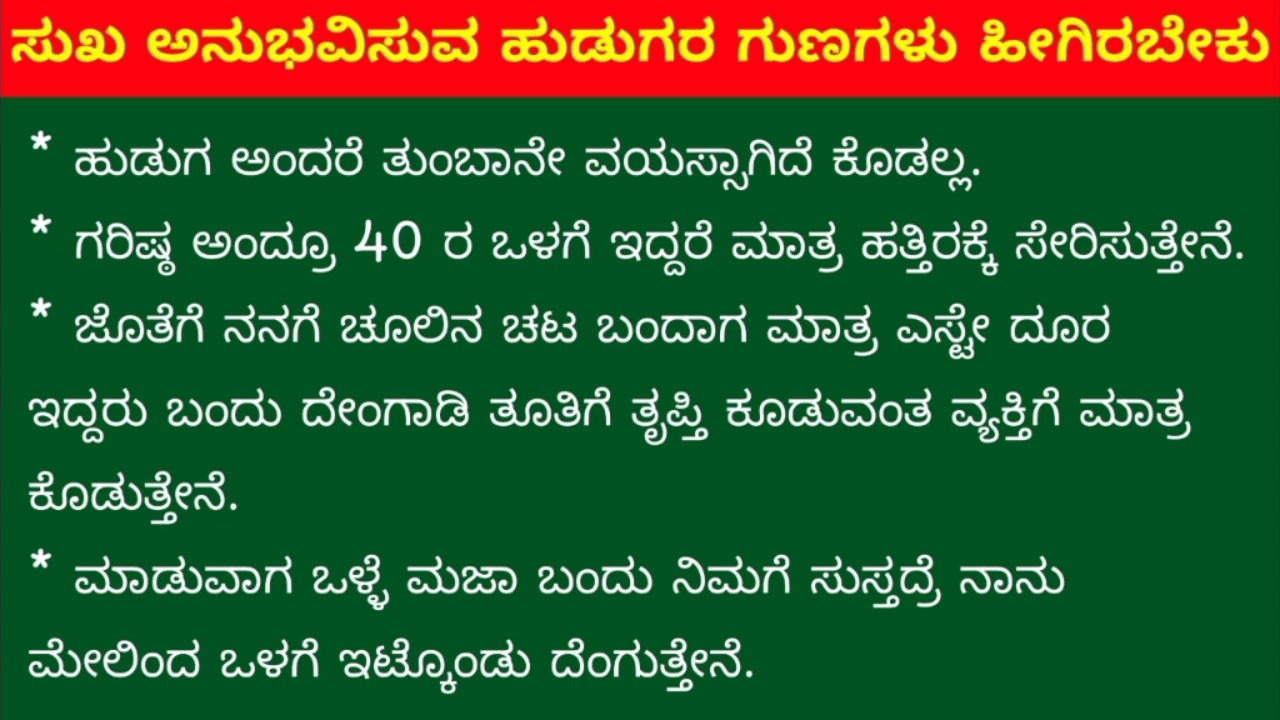 ಸುಖ ಅನುಭವಿಸುವ ಹುಡುಗರ ಗುಣಗಳು ಹೀಗಿರಬೇಕು
* ಹುಡುಗ ಅಂದರೆ ತುಂಬಾನೇ ವಯಸ್ಸಾಗಿದೆ ಕೊಡಲ್ಲ.
* ಗರಿಷ್ಠ ಅಂದ್ರೂ 40 ರ ಒಳಗೆ ಇದ್ದರೆ ಮಾತ್ರ ಹತ್ತಿರಕ್ಕೆ ಸೇರಿಸುತ್ತೇನೆ.
* ಜೊತೆಗೆ ನನಗೆ ಚೂಲಿನ ಚಟ ಬಂದಾಗ ಮಾತ್ರ ಎಸ್ಟೇ ದೂರ
ಇದ್ದರು ಬಂದು ದೇಂಗಾಡಿ ತೂತಿಗೆ ತೃಪ್ತಿ ಕೂಡುವಂತ ವ್ಯಕ್ತಿಗೆ ಮಾತ್ರ
ಕೊಡುತ್ತೇನೆ.
* ಮಾಡುವಾಗ ಒಳ್ಳೆ ಮಜಾ ಬಂದು ನಿಮಗೆ ಸುಸ್ತದ್ರೆ ನಾನು
ಮೇಲಿಂದ ಒಳಗೆ ಇಟ್ಕೊಂಡು ದೆಂಗುತ್ತೇನೆ.